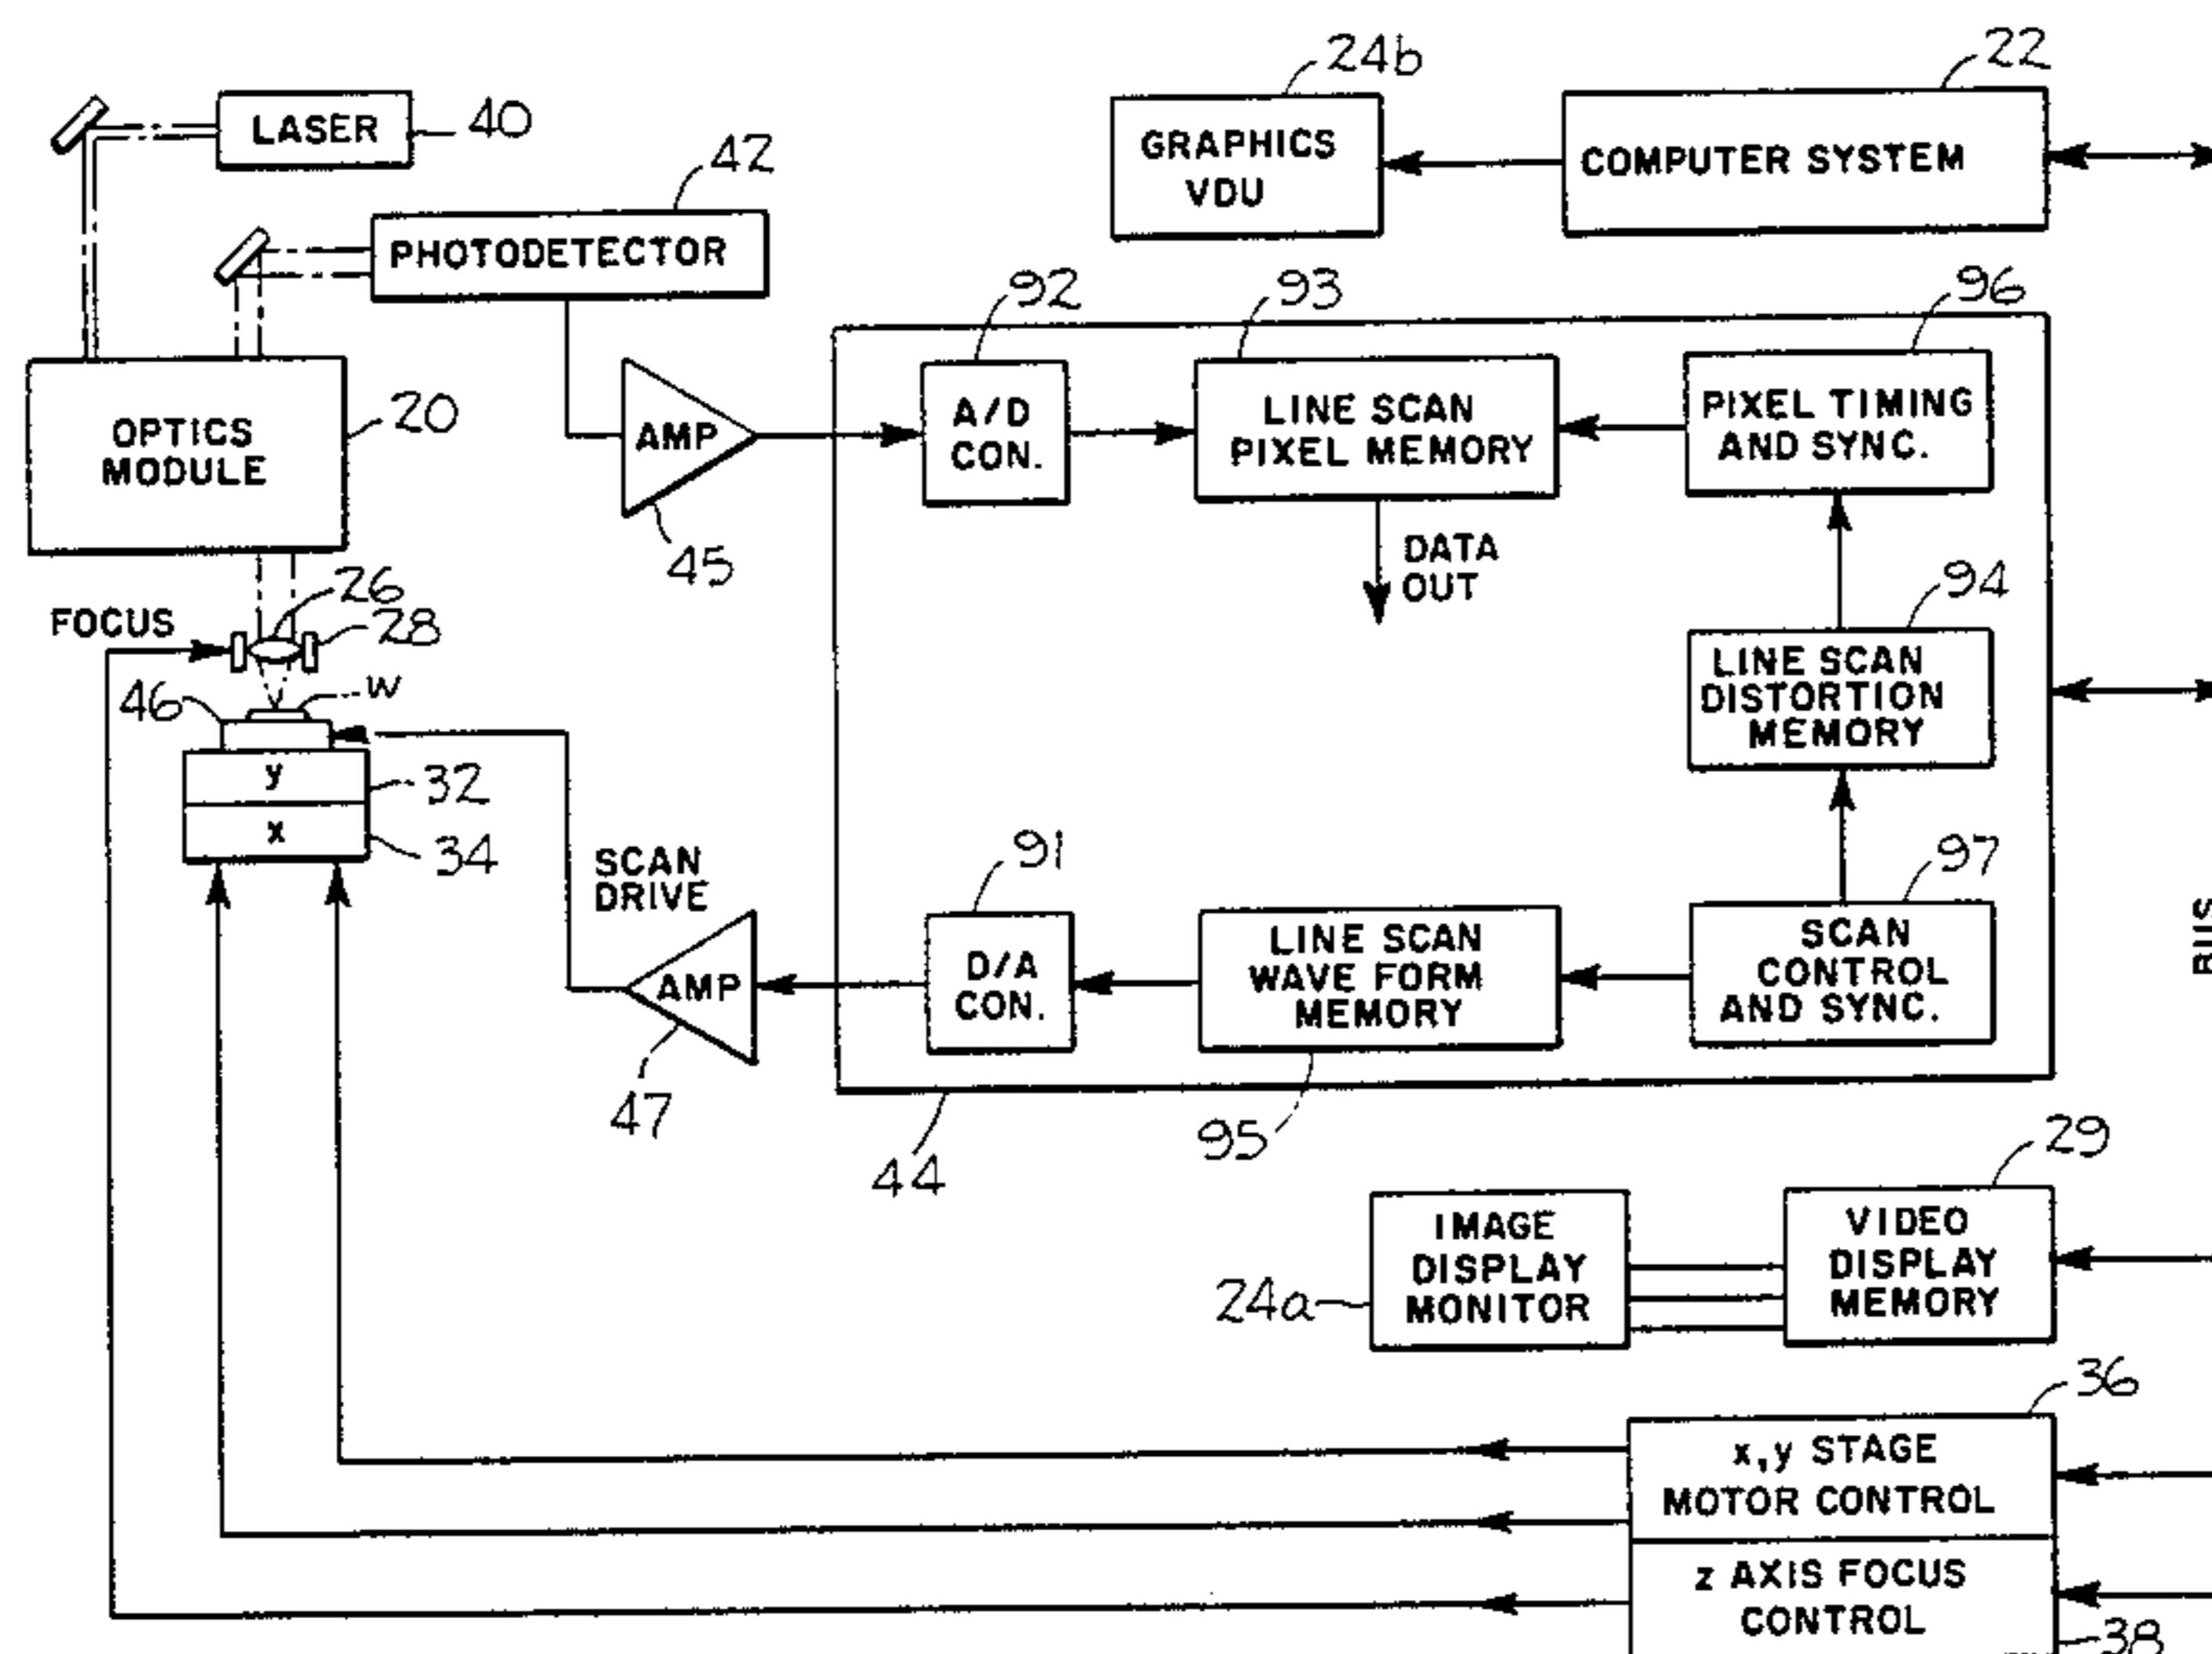 24b
22
LASER
40
42
GRAPHICS
VDU
COMPUTER SYSTEM
PHOTODETECTOR
92
93
96
OPTICS
MODULE
20
AMP
45
A/D
CON.
LINE SCAN
PIXEL MEMORY
PIXEL TIMING
AND SYNC.
DATA
OUT
94
FOCUS
26
28
LINE SCAN
DISTORTION
MEMORY
46
W
y
32
x
34
SCAN
DRIVE
91
97
AMP
47
D/A
CON.
LINE SCAN
WAVE FORM
MEMORY
SCAN
CONTROL
AND SYNC.
BUS
95
44
29
IMAGE
DISPLAY
MONITOR
24a
VIDEO
DISPLAY
MEMORY
36
x,y STAGE
MOTOR CONTROL
z AXIS FOCUS
CONTROL
38